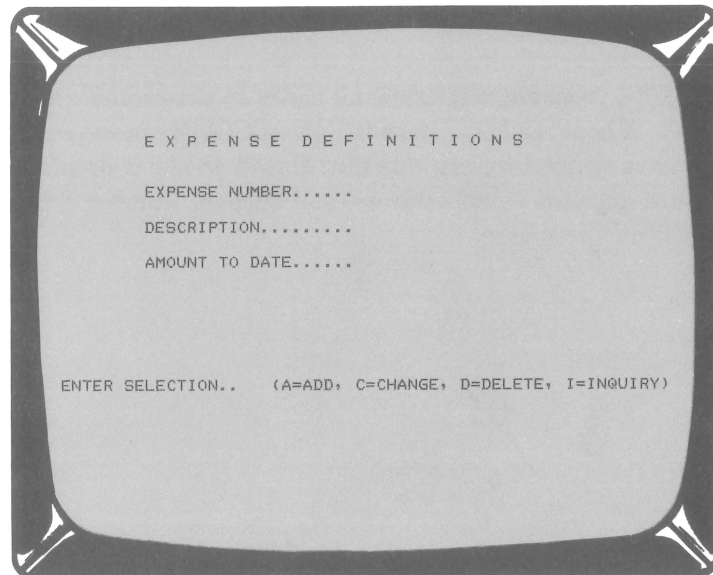 E X P E N S E  D E F I N I T I O N S
EXPENSE NUMBER......
DESCRIPTION.........
AMOUNT TO DATE......
ENTER SELECTION.. (A=ADD, C=CHANGE, D=DELETE, I=INQUIRY)